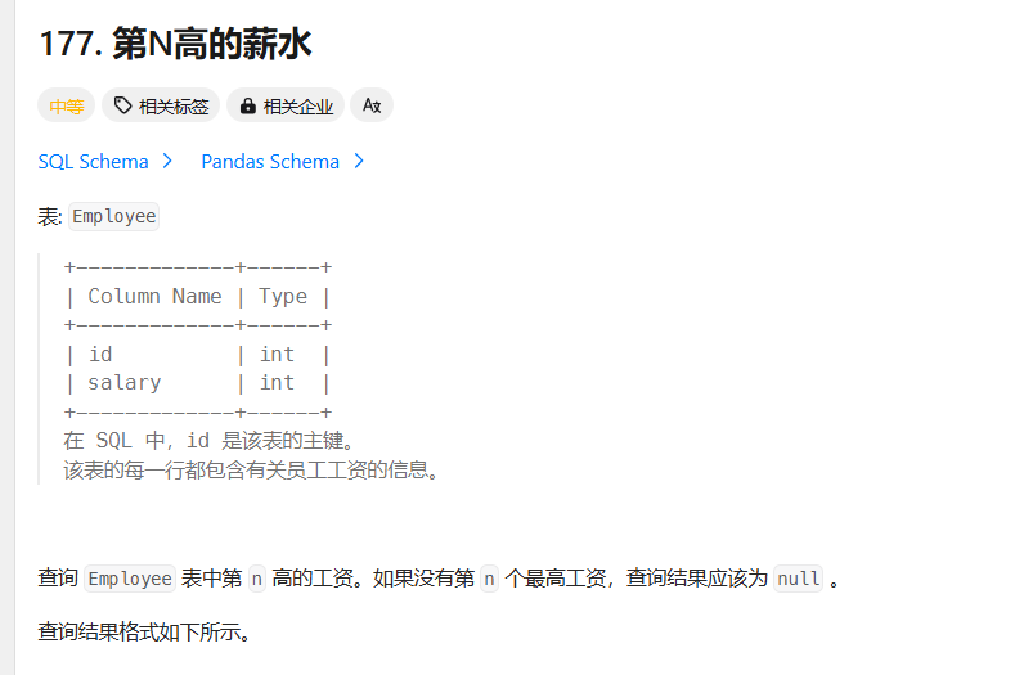 177. 第N高的薪水
中等 相关标签 相关企业 A文
SQL Schema > Pandas Schema >
表: Employee
+-------------+------+
| Column Name | Type |
+-------------+------+
| id          | int  |
| salary      | int  |
+-------------+------+
在 SQL 中，id 是该表的主键。
该表的每一行都包含有关员工工资的信息。
查询 Employee 表中第 n 高的工资。如果没有第 n 个最高工资，查询结果应该为 null 。
查询结果格式如下所示。